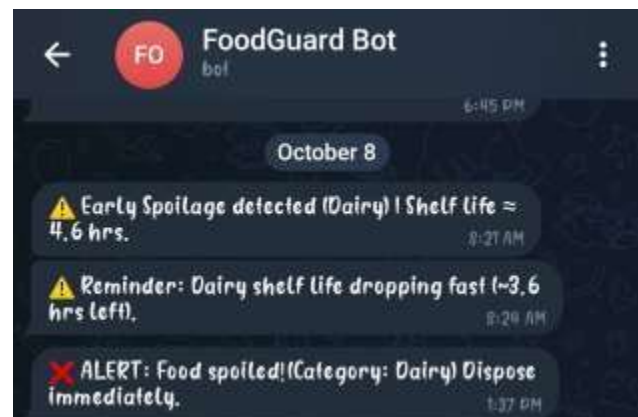 FO
FoodGuard Bot
bot
6:45 PM
October 8
⚠️ Early Spoilage detected (Dairy) | Shelf life ≈
4.6 hrs.
8:21 AM
⚠️ Reminder: Dairy shelf life dropping fast (~3.6
hrs left).
8:24 AM
❌ ALERT: Food spoiled!(Category: Dairy) Dispose
immediately.
1:37 PM